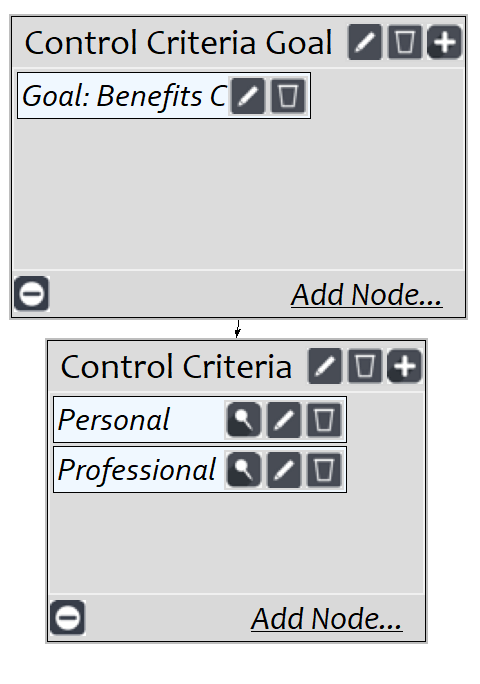 Control Criteria Goal
Goal: Benefits C
Add Node...
Control Criteria
Personal
Professional
Add Node...